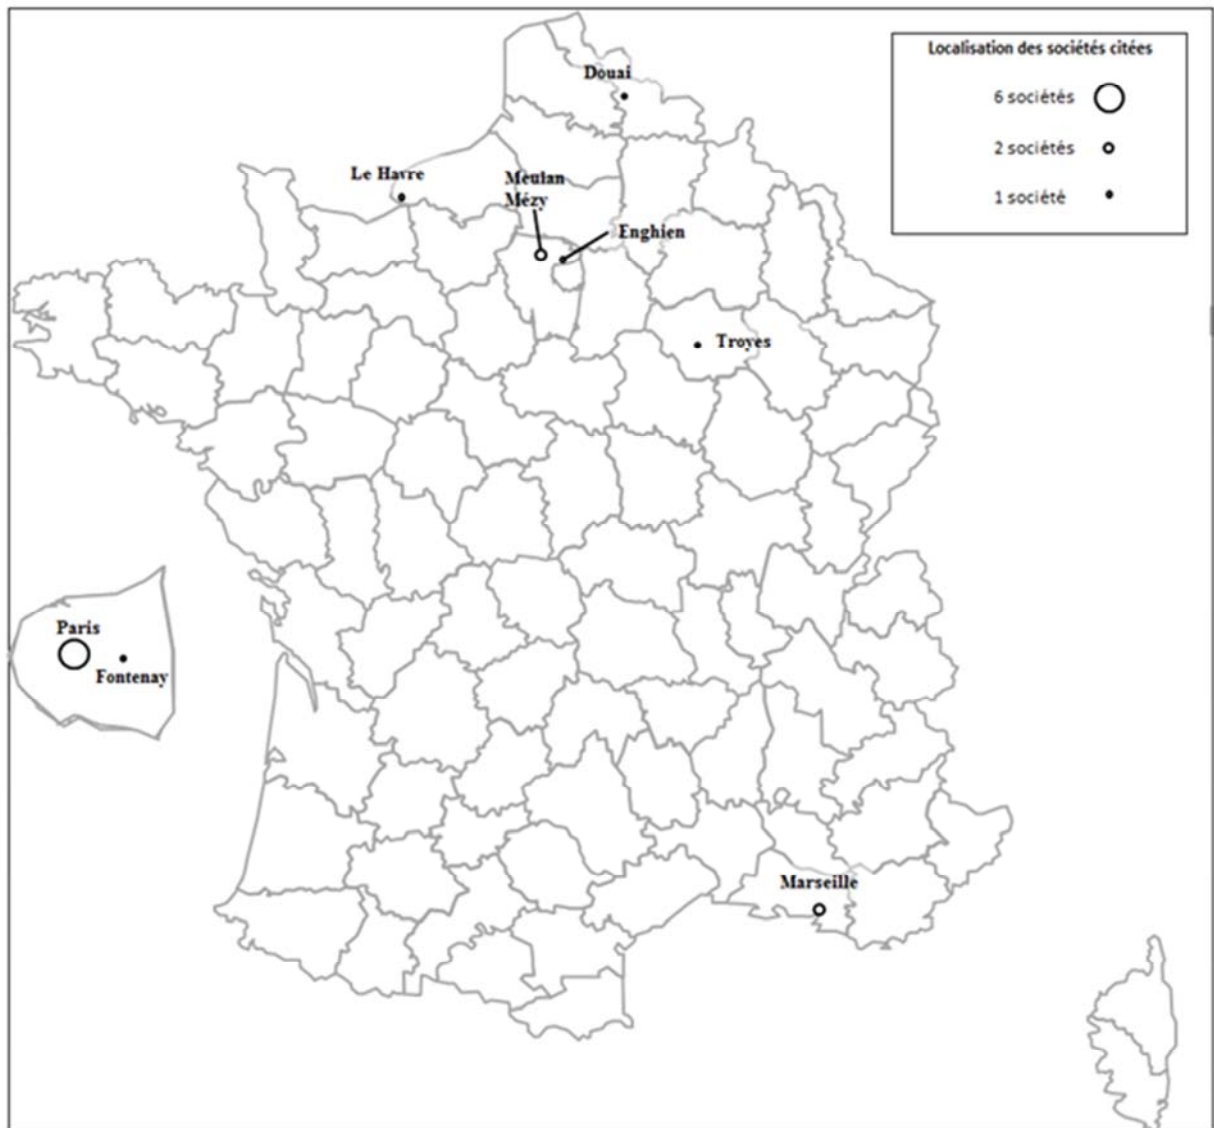 Localisation des sociétés citées
6 sociétés
2 sociétés
1 société
Douai
Le Havre
Meulan
Mézy
Enghien
Troyes
Paris
Fontenay
Marseille